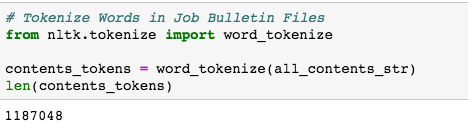 # Tokenize Words in Job Bulletin Files
from nltk.tokenize import word_tokenize
contents_tokens = word_tokenize(all_contents_str)
len(contents_tokens)
1187048